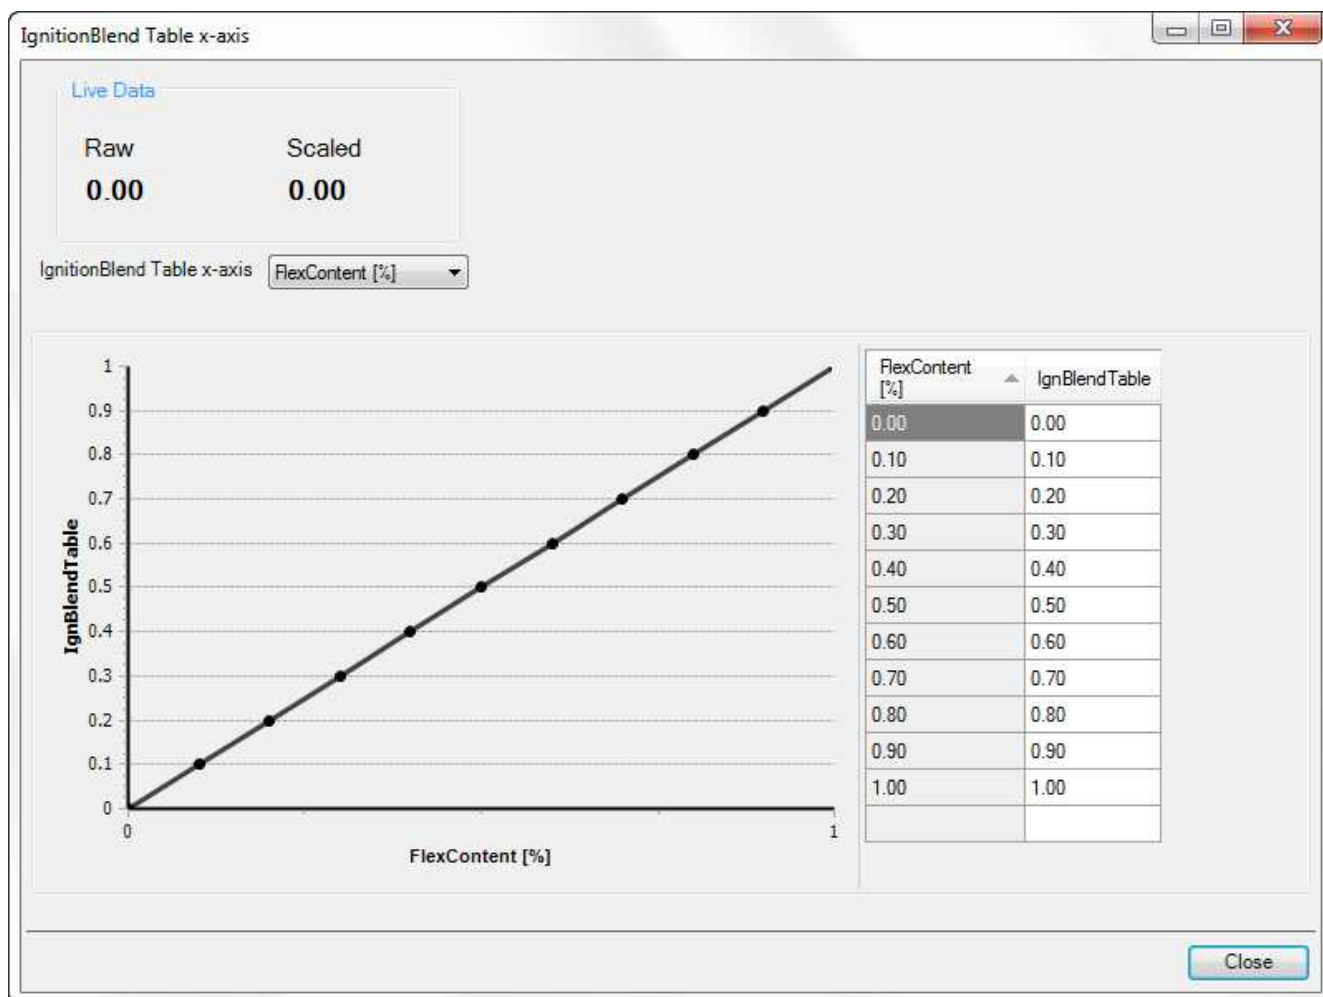 IgnitionBlend Table x-axis
Live Data
Raw Scaled
0.00 0.00
IgnitionBlend Table x-axis FlexContent [%]
1
0.9
0.8
0.7
0.6
0.5
0.4
0.3
0.2
0.1
0
IgnBlendTable
0 1
FlexContent [%]
FlexContent
[%] IgnBlendTable
0.00 0.00
0.10 0.10
0.20 0.20
0.30 0.30
0.40 0.40
0.50 0.50
0.60 0.60
0.70 0.70
0.80 0.80
0.90 0.90
1.00 1.00
Close